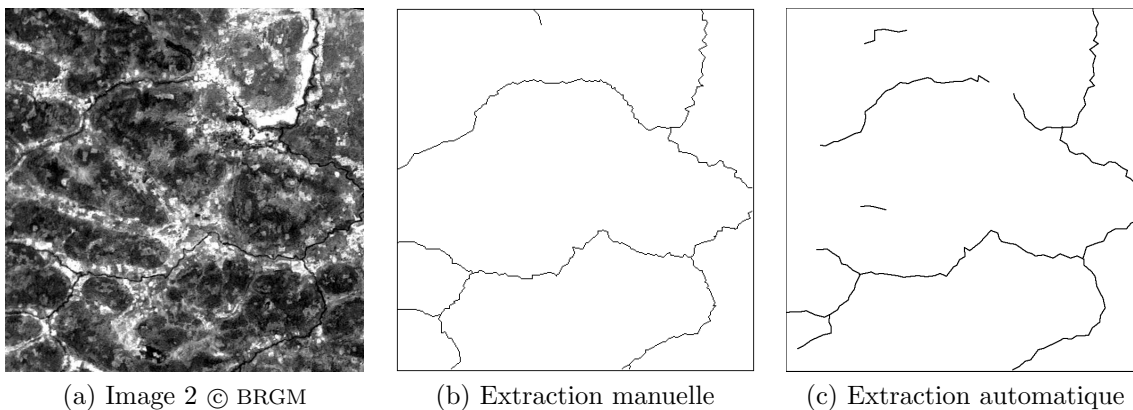 (a) Image 2 © BRGM
(b) Extraction manuelle
(c) Extraction automatique